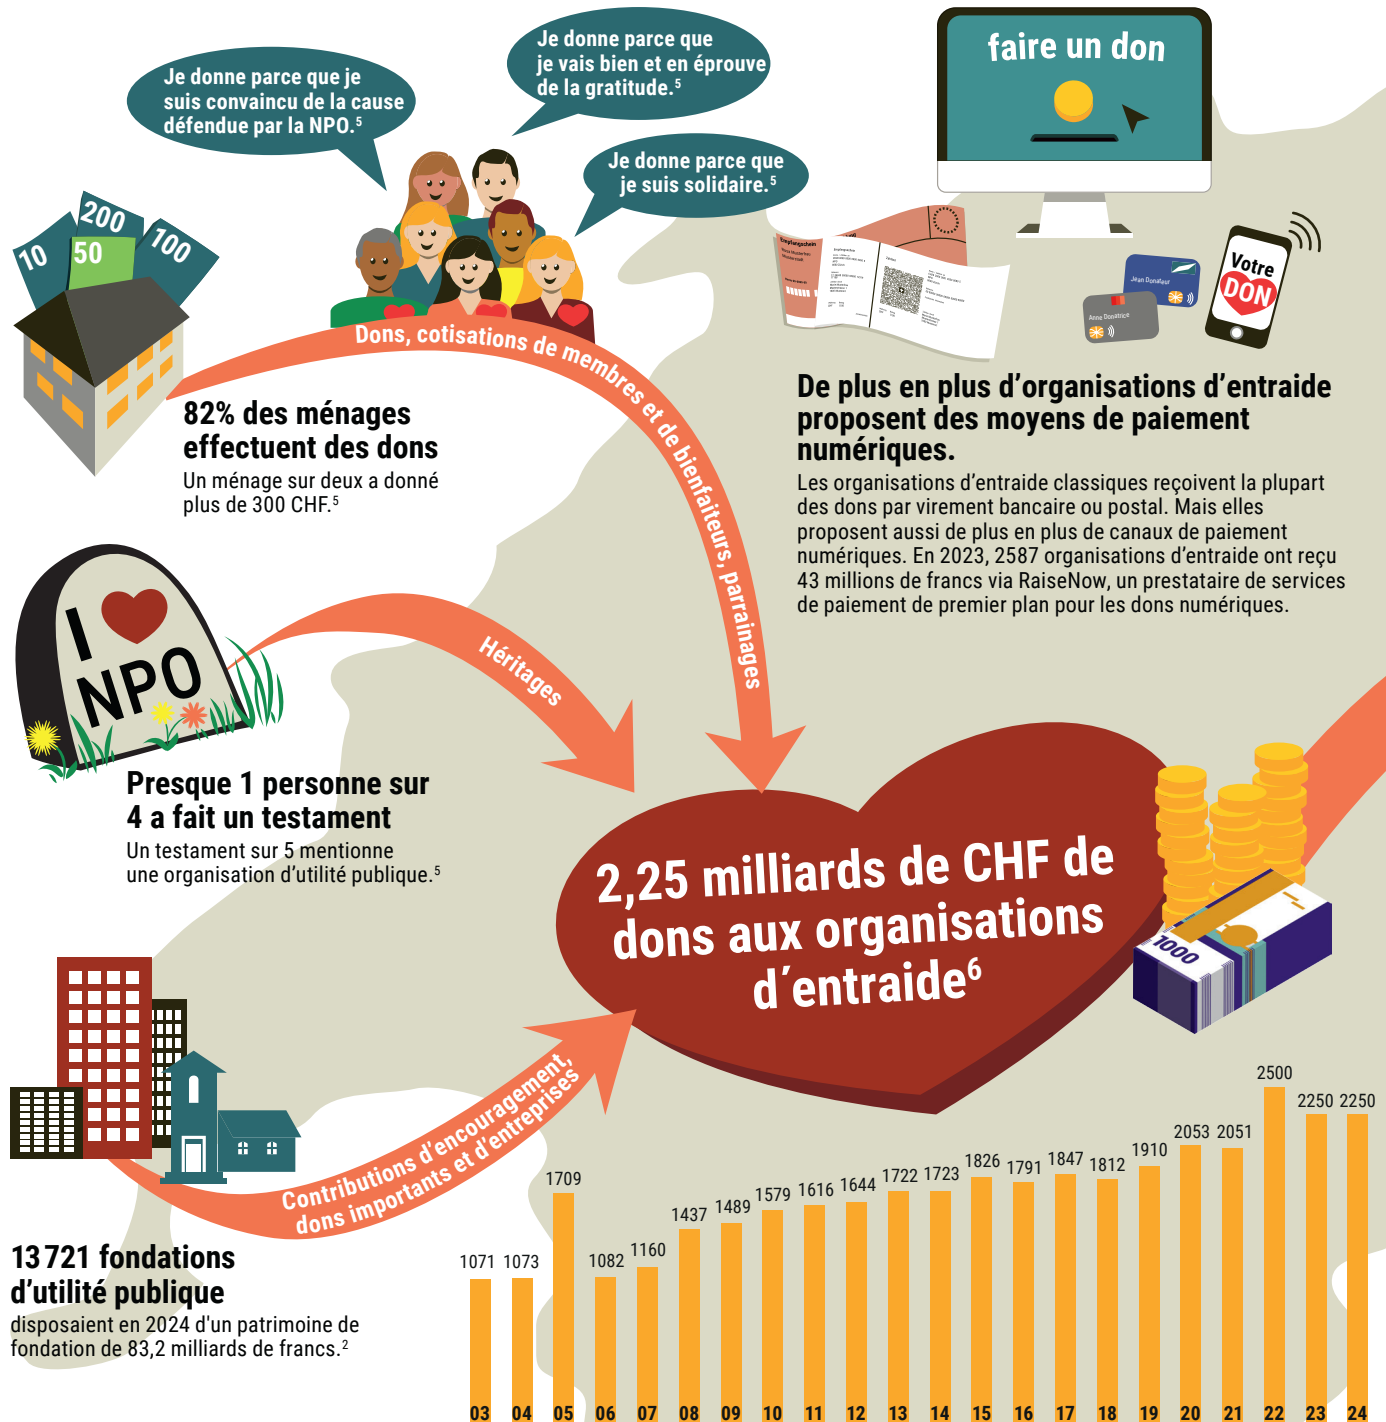 Je donne parce que je
suis convaincu de la cause
défendue par la NPO.⁵
Je donne parce que
je vais bien et en éprouve
de la gratitude.⁵
Je donne parce que
je suis solidaire.⁵
faire un don
10
200
50
100
Empfangsschein
Jean Donateur
Anne Donatrice
Votre
DON
Dons, cotisations de membres et de bienfaiteurs, parrainages
82% des ménages
effectuent des dons
Un ménage sur deux a donné
plus de 300 CHF.⁵
De plus en plus d’organisations d’entraide
proposent des moyens de paiement
numériques.
Les organisations d’entraide classiques reçoivent la plupart
des dons par virement bancaire ou postal. Mais elles
proposent aussi de plus en plus de canaux de paiement
numériques. En 2023, 2587 organisations d’entraide ont reçu
43 millions de francs via RaiseNow, un prestataire de services
de paiement de premier plan pour les dons numériques.
I
NPO
Héritages
Presque 1 personne sur
4 a fait un testament
Un testament sur 5 mentionne
une organisation d’utilité publique.⁵
2,25 milliards de CHF de
dons aux organisations
d´entraide⁶
1000
Contributions d’encouragement,
dons importants et d’entreprises
13 721 fondations
d’utilité publique
disposaient en 2024 d'un patrimoine de
fondation de 83,2 milliards de francs.²
1071 1073 1709 1082 1160 1437 1489 1579 1616 1644 1722 1723 1826 1791 1847 1812 1910 2053 2051 2500 2250 2250
03 04 05 06 07 08 09 10 11 12 13 14 15 16 17 18 19 20 21 22 23 24